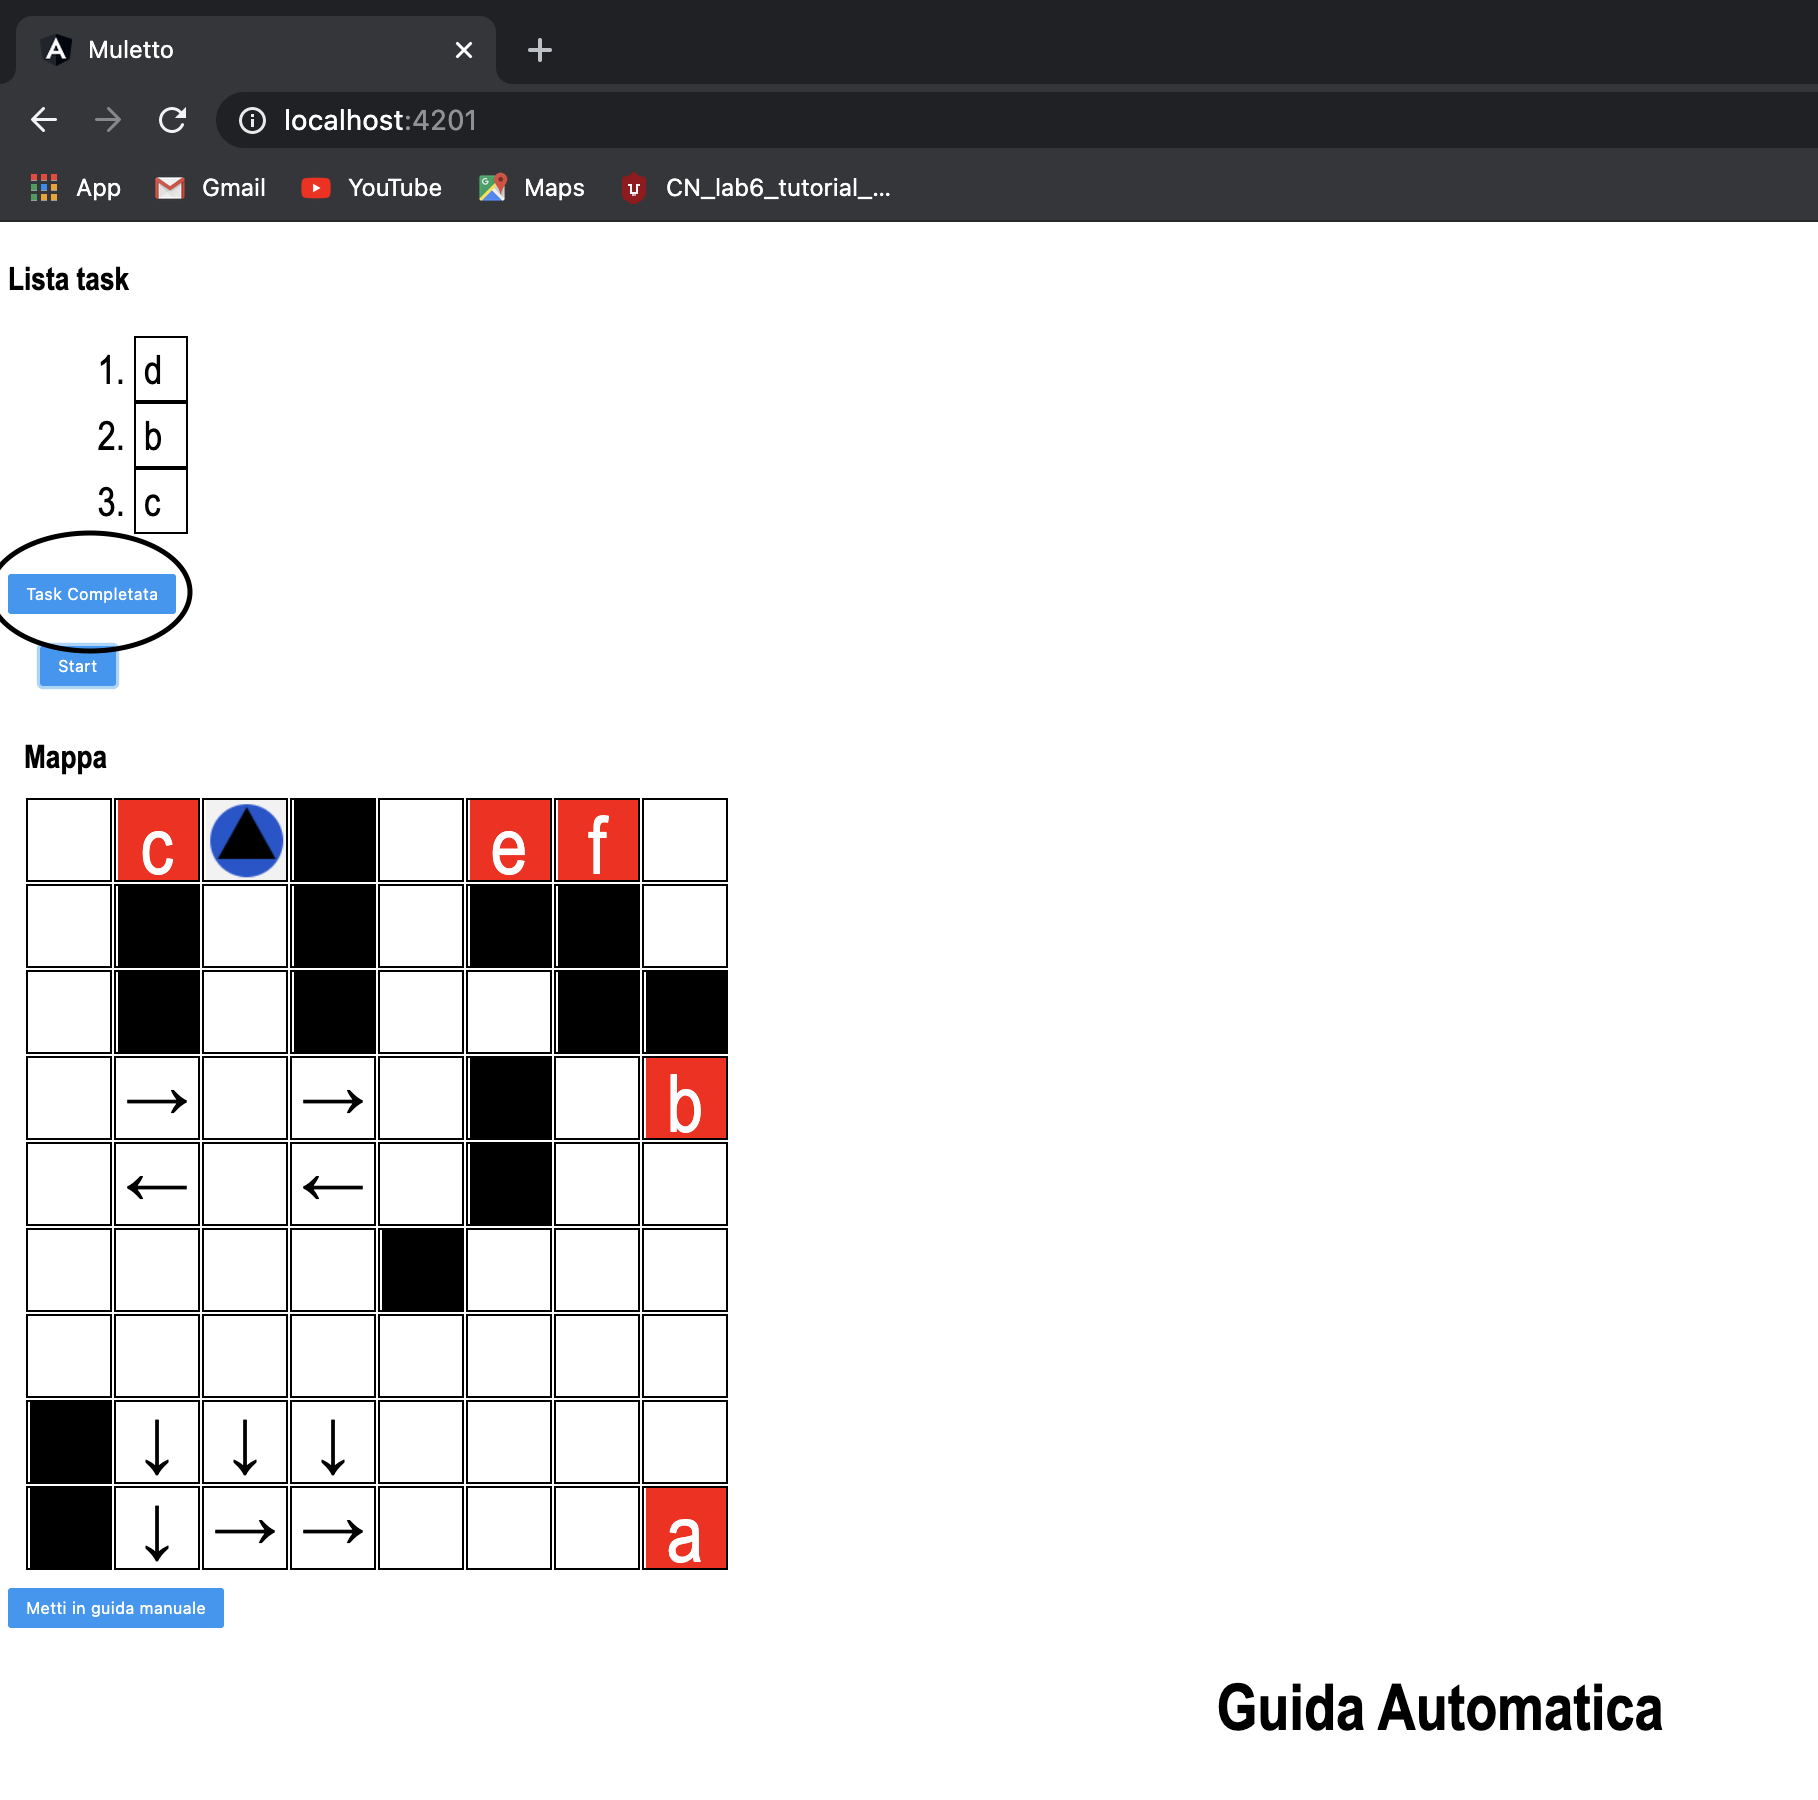 Muletto
localhost:4201
App Gmail YouTube Maps CN_lab6_tutorial_...
Lista task
1. d
2. b
3. c
Task Completata
Start
Mappa
c e f
→ → b
← ←
↓ ↓ ↓
↓ → → a
Metti in guida manuale
Guida Automatica